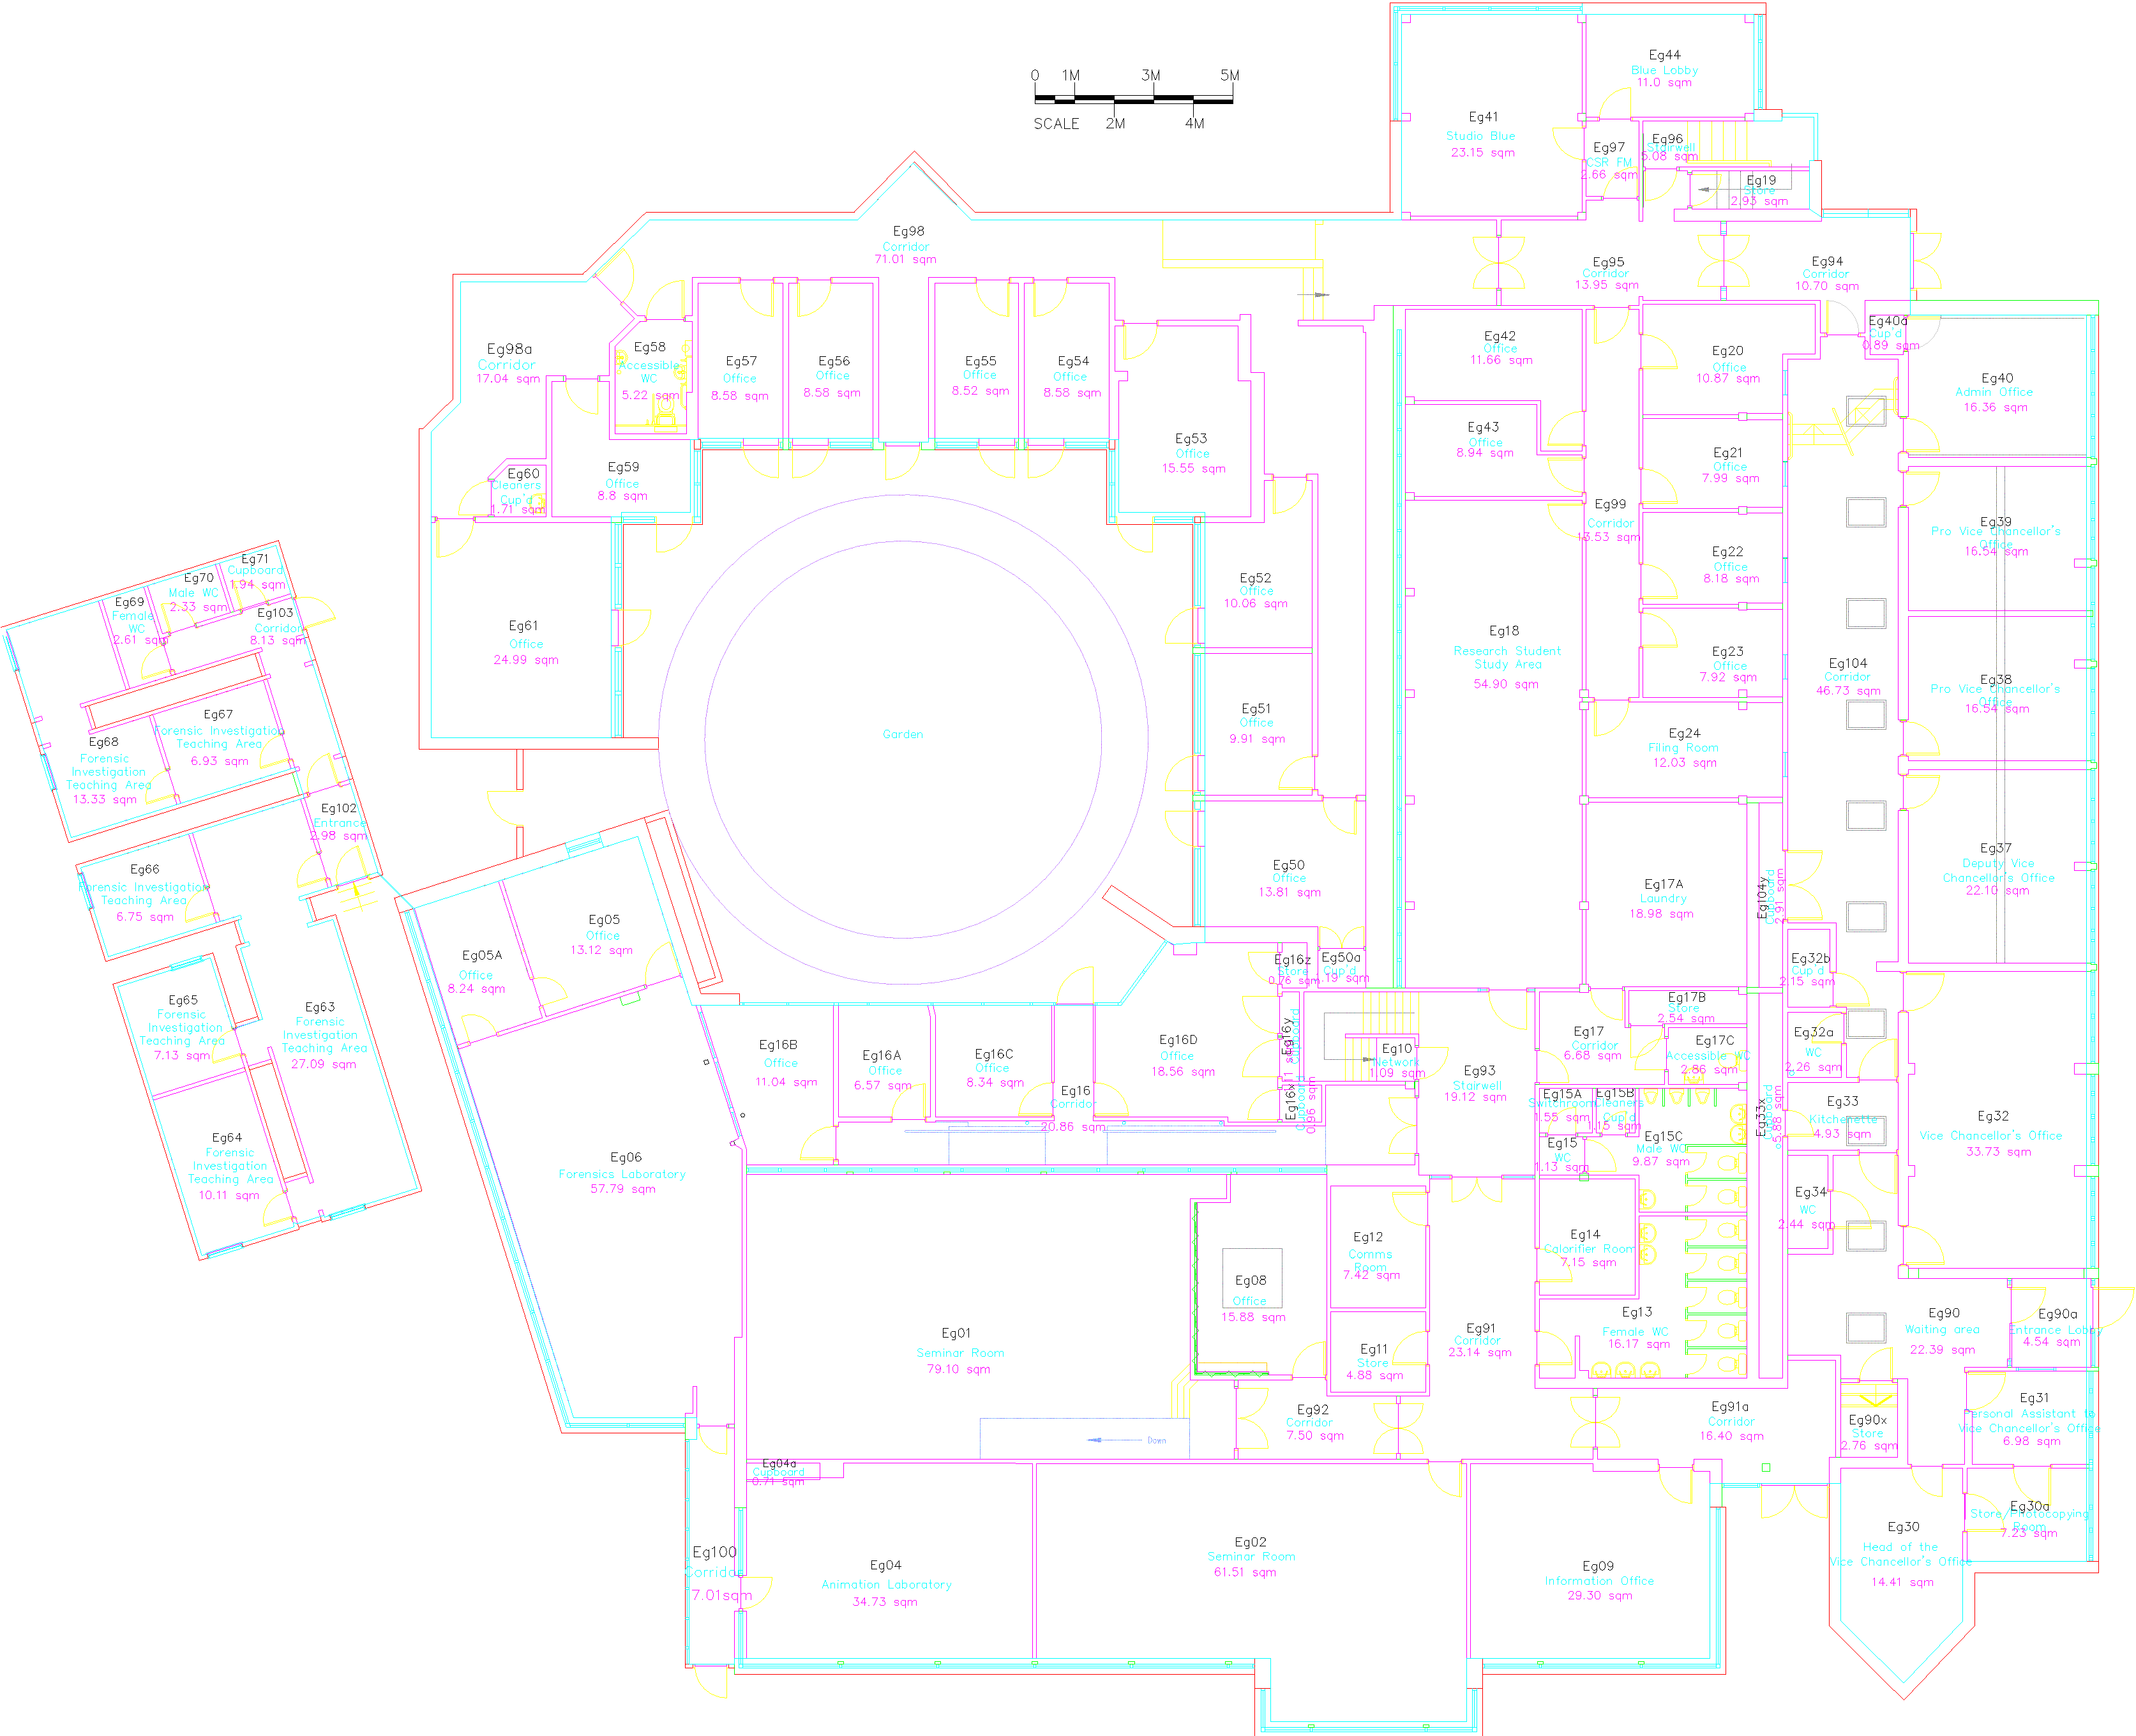 0 1M 3M 5M
SCALE 2M 4M
Eg44
Blue Lobby
11.0 sqm
Eg41
Studio Blue
23.15 sqm
Eg97
CSR FM
2.66 sqm
Eg96
Stairwell
5.08 sqm
Eg19
Store
2.93 sqm
Eg98
Corridor
71.01 sqm
Eg95
Corridor
13.95 sqm
Eg94
Corridor
10.70 sqm
Eg98a
Corridor
17.04 sqm
Eg58
Accessible
WC
5.22 sqm
Eg57
Office
8.58 sqm
Eg56
Office
8.58 sqm
Eg55
Office
8.52 sqm
Eg54
Office
8.58 sqm
Eg53
Office
15.55 sqm
Eg42
Office
11.66 sqm
Eg43
Office
8.94 sqm
Eg20
Office
10.87 sqm
Eg40a
Cup'd
0.89 sqm
Eg40
Admin Office
16.36 sqm
Eg21
Office
7.99 sqm
Eg60
Cleaners
Cup'd
1.71 sqm
Eg59
Office
8.8 sqm
Eg99
Corridor
13.53 sqm
Eg22
Office
8.18 sqm
Eg39
Pro Vice Chancellor's
Office
16.54 sqm
Eg52
Office
10.06 sqm
Eg71
Cupboard
1.94 sqm
Eg70
Male WC
2.33 sqm
Eg69
Female
WC
2.61 sqm
Eg103
Corridor
8.13 sqm
Eg61
Office
24.99 sqm
Eg18
Research Student
Study Area
54.90 sqm
Eg23
Office
7.92 sqm
Eg104
Corridor
46.73 sqm
Eg38
Pro Vice Chancellor's
Office
16.54 sqm
Eg67
Forensic Investigation
Teaching Area
6.93 sqm
Eg68
Forensic
Investigation
Teaching Area
13.33 sqm
Garden
Eg51
Office
9.91 sqm
Eg24
Filing Room
12.03 sqm
Eg102
Entrance
2.98 sqm
Eg66
Forensic Investigation
Teaching Area
6.75 sqm
Eg50
Office
13.81 sqm
Eg17A
Laundry
18.98 sqm
Eg104y
Cupboard
2.91 sqm
Eg37
Deputy Vice
Chancellor's Office
22.10 sqm
Eg05
Office
13.12 sqm
Eg05A
Office
8.24 sqm
Eg16z
Store
0.76 sqm
Eg50a
Cup'd
1.19 sqm
Eg32b
Cup'd
2.15 sqm
Eg65
Forensic
Investigation
Teaching Area
7.13 sqm
Eg63
Forensic
Investigation
Teaching Area
27.09 sqm
Eg16B
Office
11.04 sqm
Eg16A
Office
6.57 sqm
Eg16C
Office
8.34 sqm
Eg16D
Office
18.56 sqm
Eg16y
Cupboard
Eg10
Network
1.09 sqm
Eg17
Corridor
6.68 sqm
Eg17B
Store
2.54 sqm
Eg17C
Accessible WC
2.86 sqm
Eg32a
WC
2.26 sqm
Eg16
Corridor
20.86 sqm
Eg16x
Cupboard
0.96 sqm
Eg93
Stairwell
19.12 sqm
Eg15A
Switchroom
1.55 sqm
Eg15B
Cleaners
Cup'd
1.15 sqm
Eg33x
Cupboard
5.88 sqm
Eg33
Kitchenette
4.93 sqm
Eg32
Vice Chancellor's Office
33.73 sqm
Eg64
Forensic
Investigation
Teaching Area
10.11 sqm
Eg06
Forensics Laboratory
57.79 sqm
Eg15
WC
1.13 sqm
Eg15C
Male WC
9.87 sqm
Eg34
WC
2.44 sqm
Eg12
Comms
Room
7.42 sqm
Eg14
Calorifier Room
7.15 sqm
Eg08
Office
15.88 sqm
Eg01
Seminar Room
79.10 sqm
Eg11
Store
4.88 sqm
Eg91
Corridor
23.14 sqm
Eg13
Female WC
16.17 sqm
Eg90
Waiting area
22.39 sqm
Eg90a
Entrance Lobby
4.54 sqm
Eg92
Corridor
7.50 sqm
Eg91a
Corridor
16.40 sqm
Eg90x
Store
2.76 sqm
Eg31
Personal Assistant to
Vice Chancellor's Office
6.98 sqm
Down
Eg04a
Cupboard
0.71 sqm
Eg30a
Store/Photocopying
Room
7.23 sqm
Eg100
Corridor
7.01sqm
Eg04
Animation Laboratory
34.73 sqm
Eg02
Seminar Room
61.51 sqm
Eg09
Information Office
29.30 sqm
Eg30
Head of the
Vice Chancellor's Office
14.41 sqm